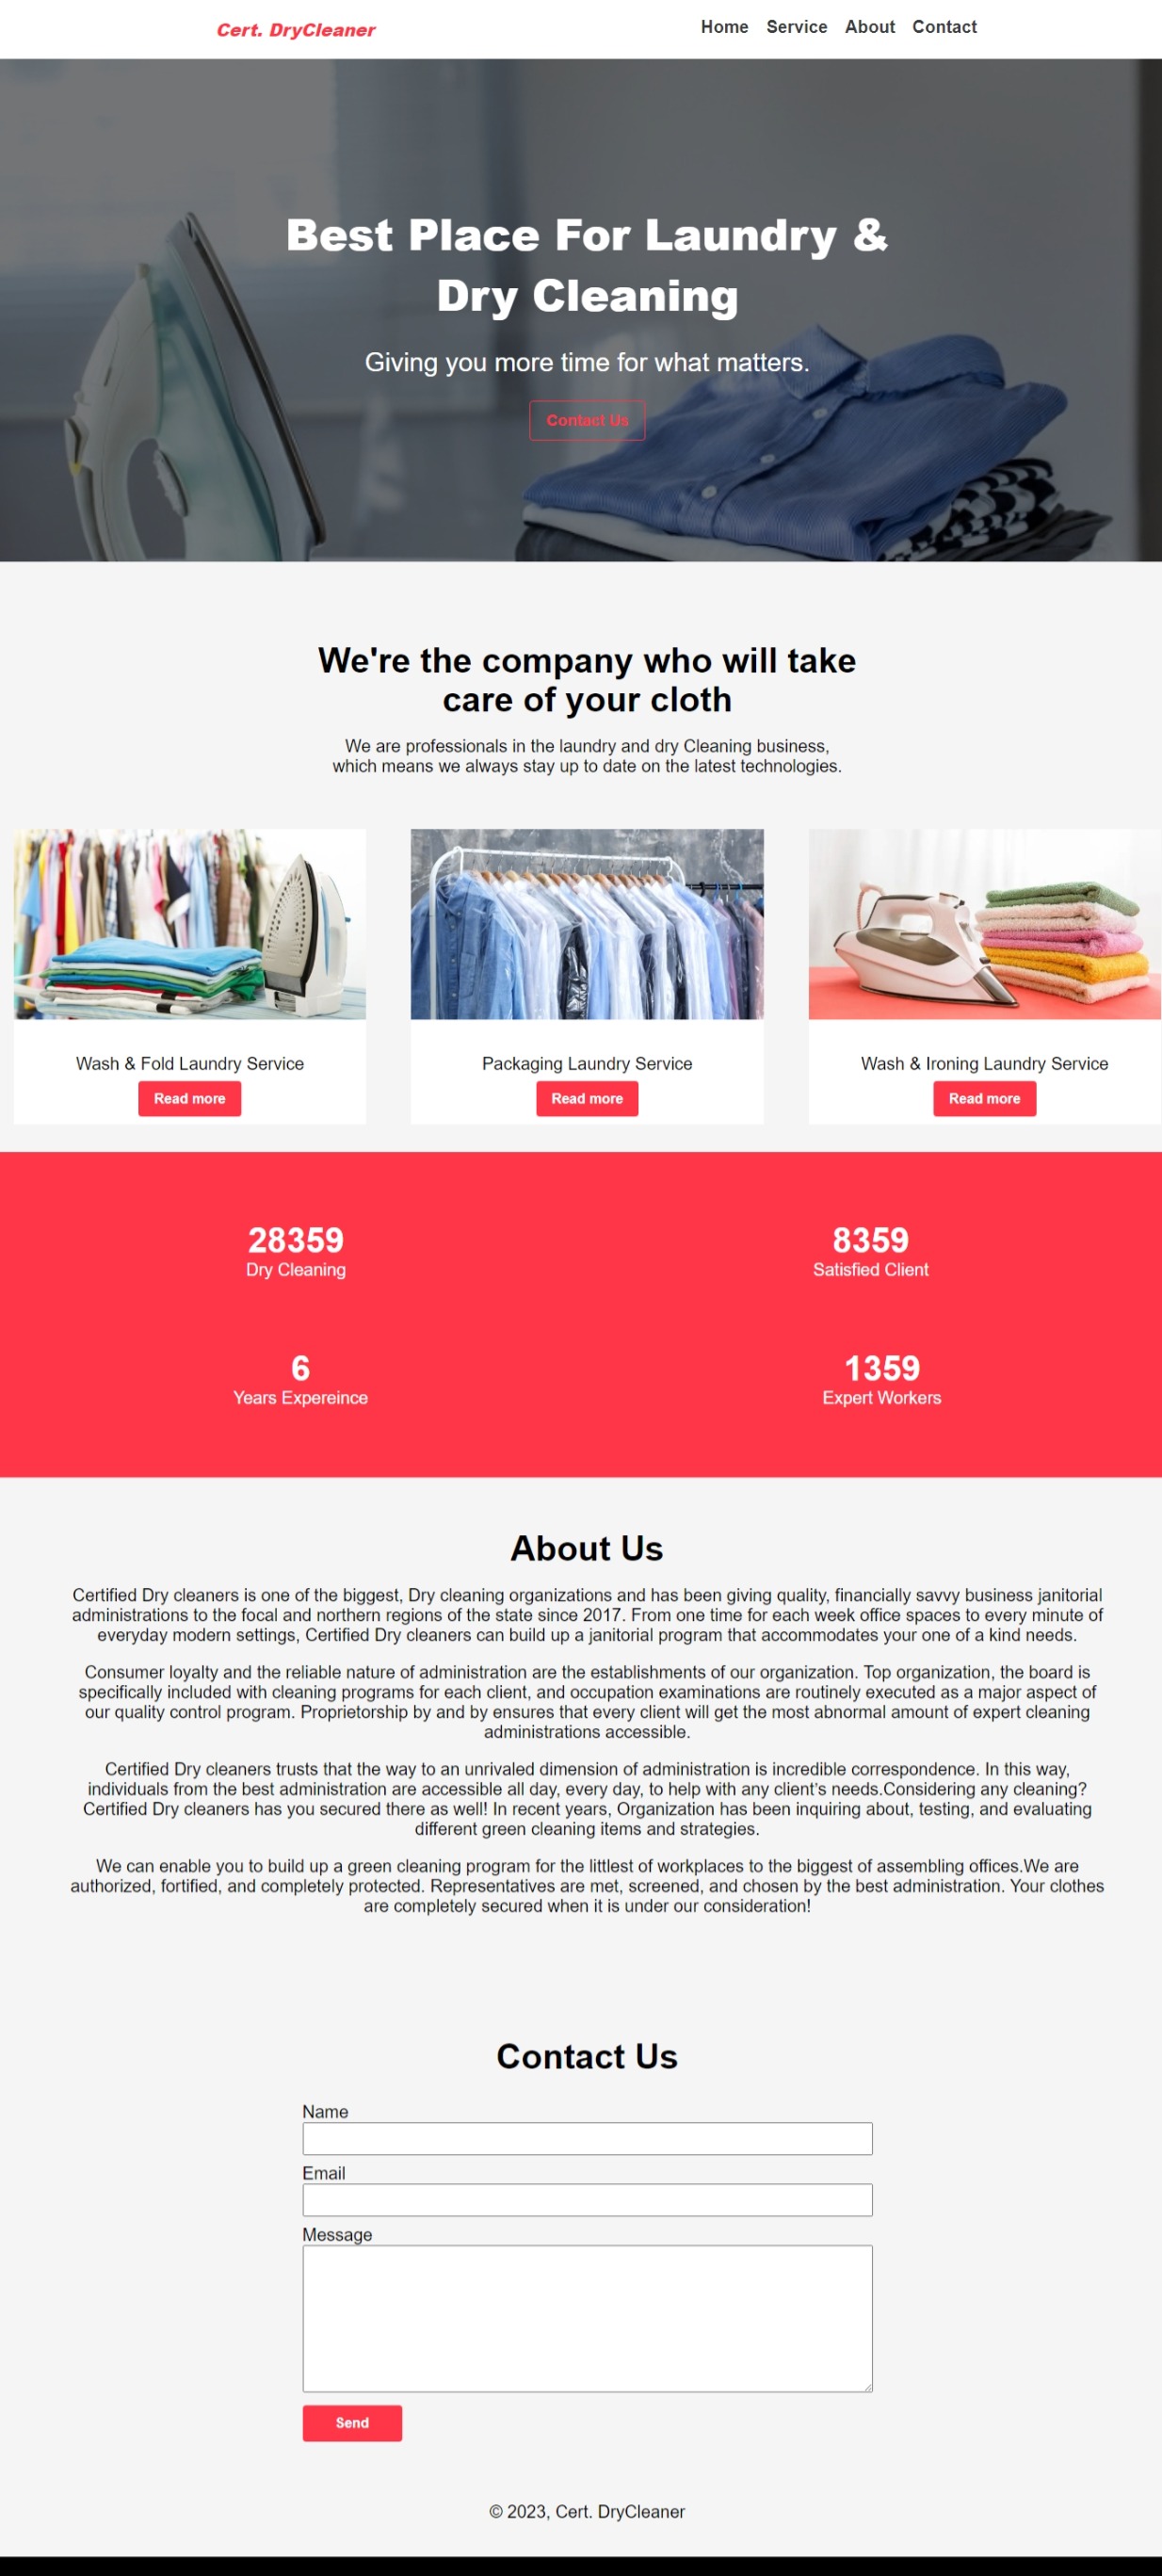 Cert. DryCleaner
Home Service About Contact
Best Place For Laundry &
Dry Cleaning
Giving you more time for what matters.
Contact Us
We're the company who will take
care of your cloth
We are professionals in the laundry and dry Cleaning business,
which means we always stay up to date on the latest technologies.
Wash & Fold Laundry Service
Read more
Packaging Laundry Service
Read more
Wash & Ironing Laundry Service
Read more
28359
Dry Cleaning
8359
Satisfied Client
6
Years Expereince
1359
Expert Workers
About Us
Certified Dry cleaners is one of the biggest, Dry cleaning organizations and has been giving quality, financially savvy business janitorial
administrations to the focal and northern regions of the state since 2017. From one time for each week office spaces to every minute of
everyday modern settings, Certified Dry cleaners can build up a janitorial program that accommodates your one of a kind needs.
Consumer loyalty and the reliable nature of administration are the establishments of our organization. Top organization, the board is
specifically included with cleaning programs for each client, and occupation examinations are routinely executed as a major aspect of
our quality control program. Proprietorship by and by ensures that every client will get the most abnormal amount of expert cleaning
administrations accessible.
Certified Dry cleaners trusts that the way to an unrivaled dimension of administration is incredible correspondence. In this way,
individuals from the best administration are accessible all day, every day, to help with any client's needs.Considering any cleaning?
Certified Dry cleaners has you secured there as well! In recent years, Organization has been inquiring about, testing, and evaluating
different green cleaning items and strategies.
We can enable you to build up a green cleaning program for the littlest of workplaces to the biggest of assembling offices.We are
authorized, fortified, and completely protected. Representatives are met, screened, and chosen by the best administration. Your clothes
are completely secured when it is under our consideration!
Contact Us
Name
Email
Message
Send
© 2023, Cert. DryCleaner